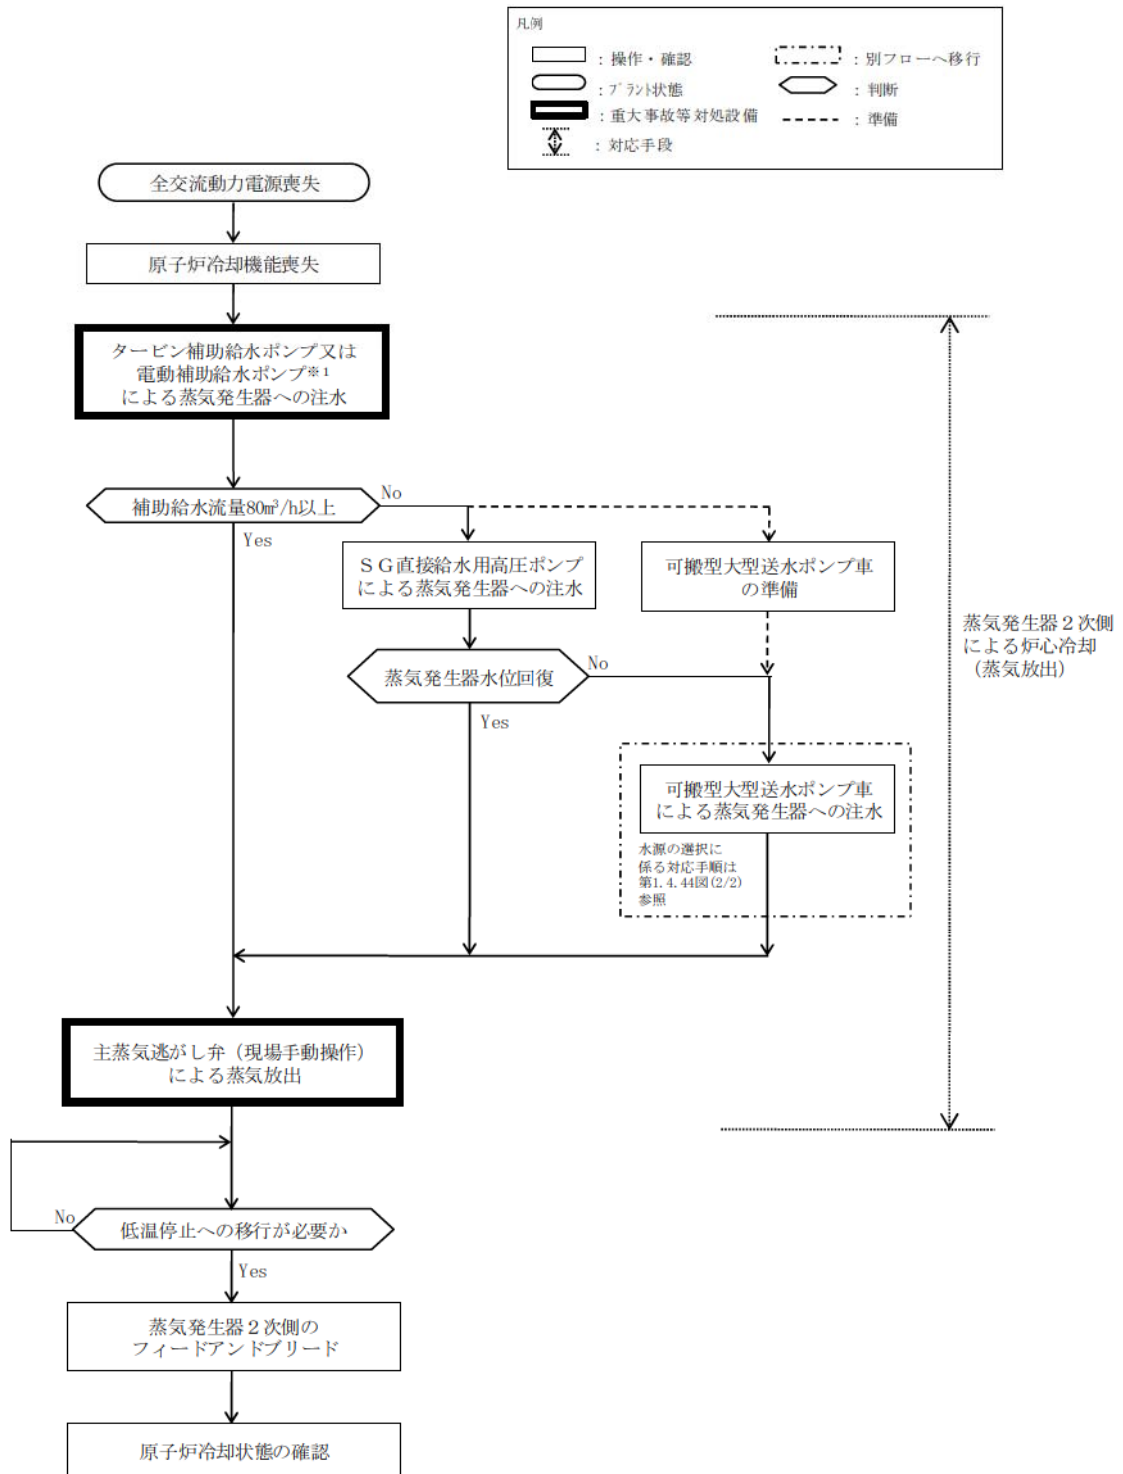 凡例
：操作・確認
：別フローへ移行
：プラント状態
：判断
：重大事故等対処設備
：準備
：対応手段
全交流動力電源喪失
原子炉冷却機能喪失
タービン補助給水ポンプ又は
電動補助給水ポンプ※1
による蒸気発生器への注水
補助給水流量80m³/h以上
No
Yes
ＳＧ直接給水用高圧ポンプ
による蒸気発生器への注水
可搬型大型送水ポンプ車
の準備
蒸気発生器２次側
による炉心冷却
（蒸気放出）
蒸気発生器水位回復
No
Yes
可搬型大型送水ポンプ車
による蒸気発生器への注水
水源の選択に
係る対応手順は
第1.4.44図(2/2)
参照
主蒸気逃がし弁（現場手動操作）
による蒸気放出
低温停止への移行が必要か
No
Yes
蒸気発生器２次側の
フィードアンドブリード
原子炉冷却状態の確認